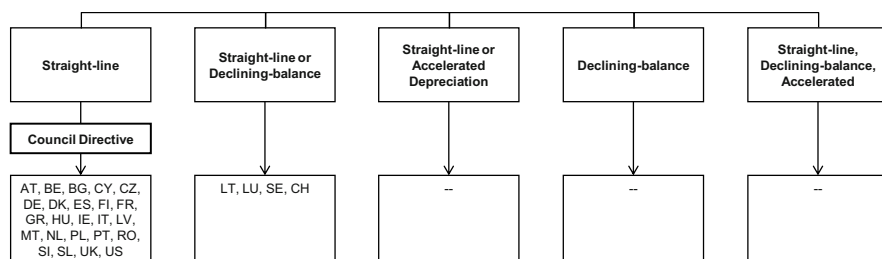 Straight-line
Straight-line or
Declining-balance
Straight-line or
Accelerated
Depreciation
Declining-balance
Straight-line,
Declining-balance,
Accelerated
Council Directive
AT, BE, BG, CY, CZ,
DE, DK, ES, FI, FR,
GR, HU, IE, IT, LV,
MT, NL, PL, PT, RO,
SI, SL, UK, US
LT, LU, SE, CH
--
--
--